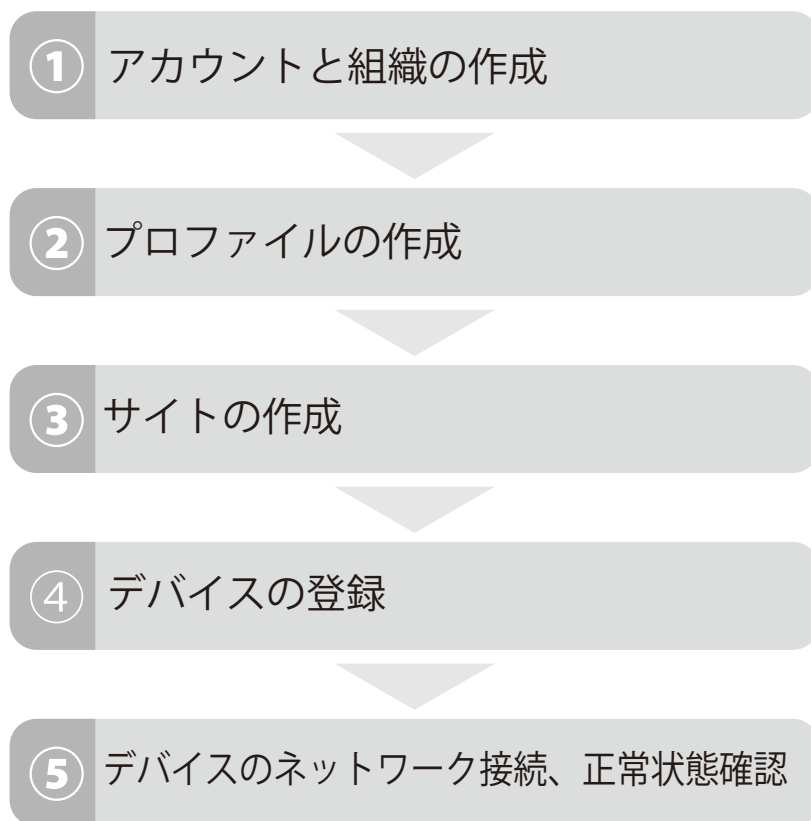 ① アカウントと組織の作成
② プロファイルの作成
③ サイトの作成
④ デバイスの登録
⑤ デバイスのネットワーク接続、正常状態確認